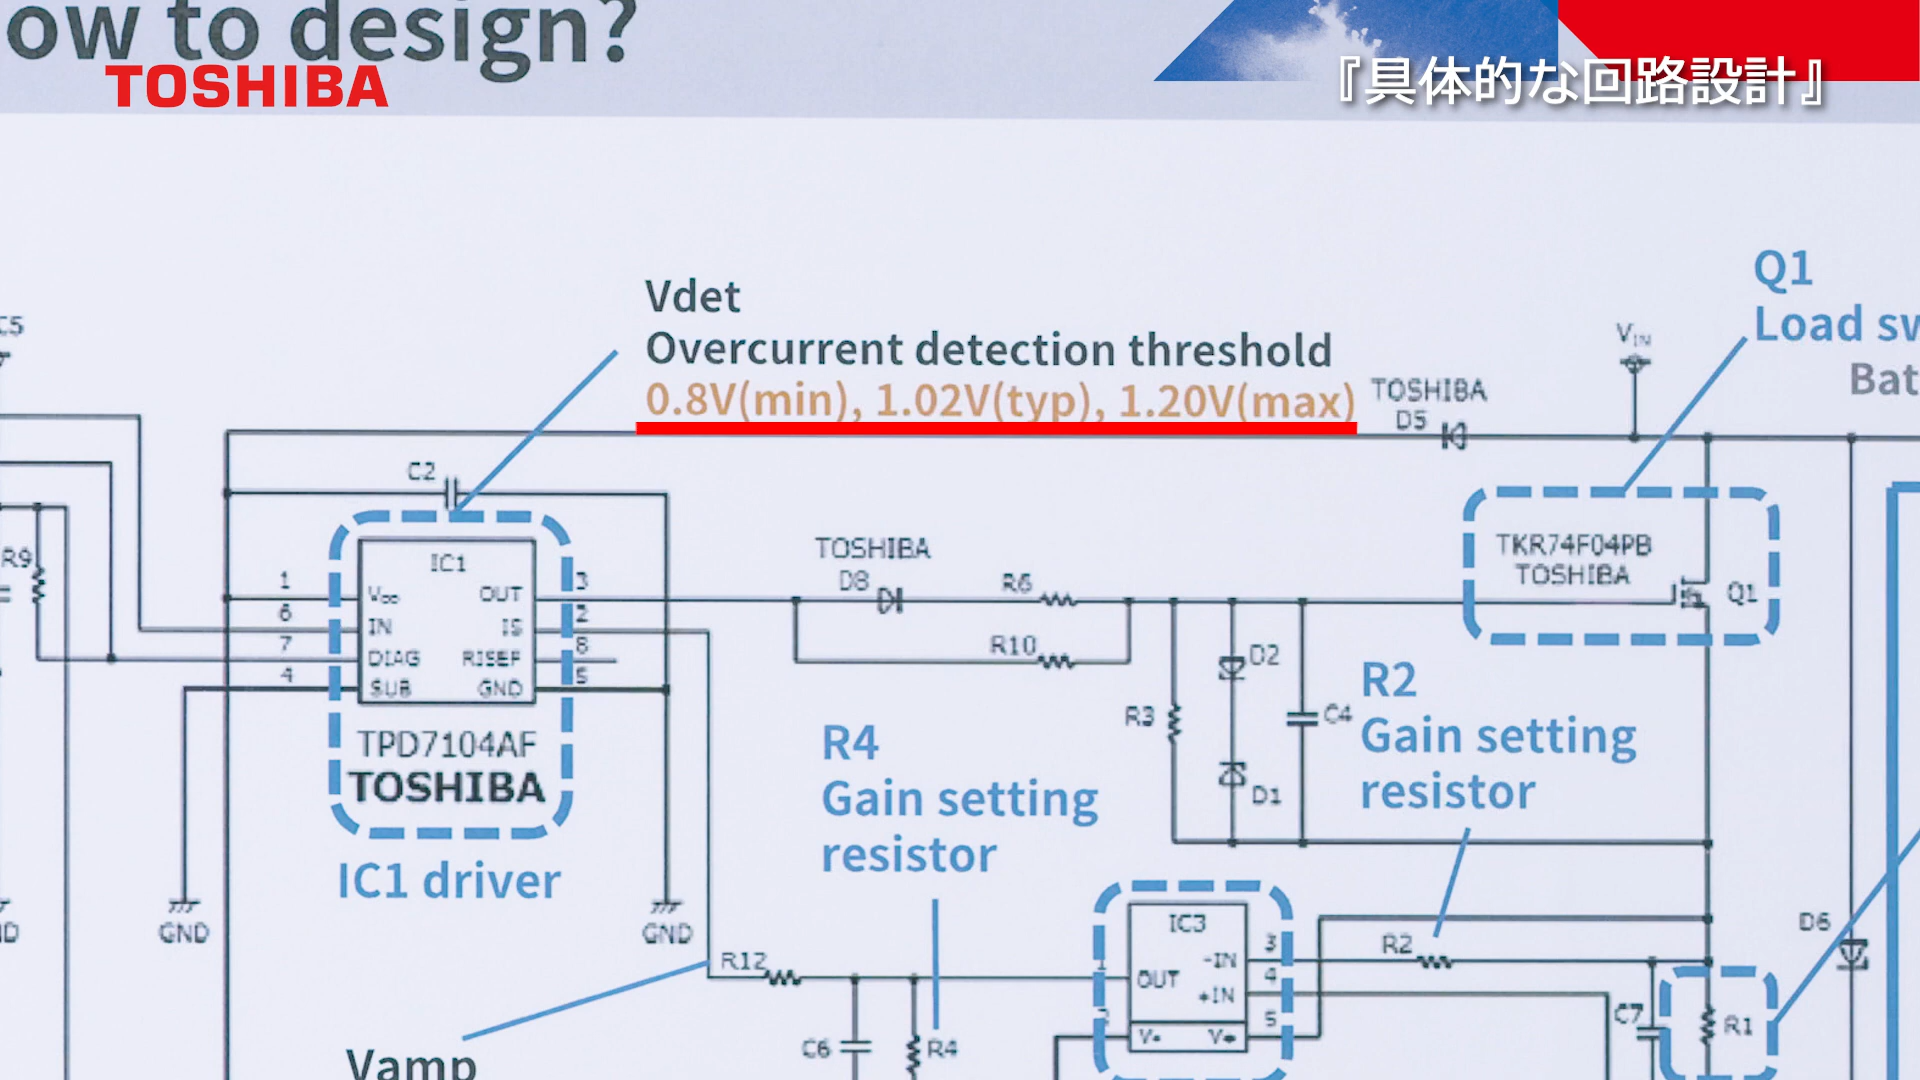 ow to design?
TOSHIBA
『具体的な回路設計』
Vdet
Overcurrent detection threshold
0.8V(min), 1.02V(typ), 1.20V(max)
Q1
Load sw
Bat
C5
VIN
TOSHIBA
D5
C2
R9
IC1
1
6
7
4
VDD
IN
DIAG
SUB
OUT
IS
RISEF
GND
3
2
8
5
TPD7104AF
TOSHIBA
IC1 driver
TOSHIBA
D8
R6
R10
TKR74F04PB
TOSHIBA
Q1
D2
R3
C4
D1
R2
Gain setting
resistor
R4
Gain setting
resistor
GND
GND
R12
IC3
OUT
-IN
+IN
V-
V+
1
3
4
5
R2
D6
C7
R1
C6
R4
Vamp